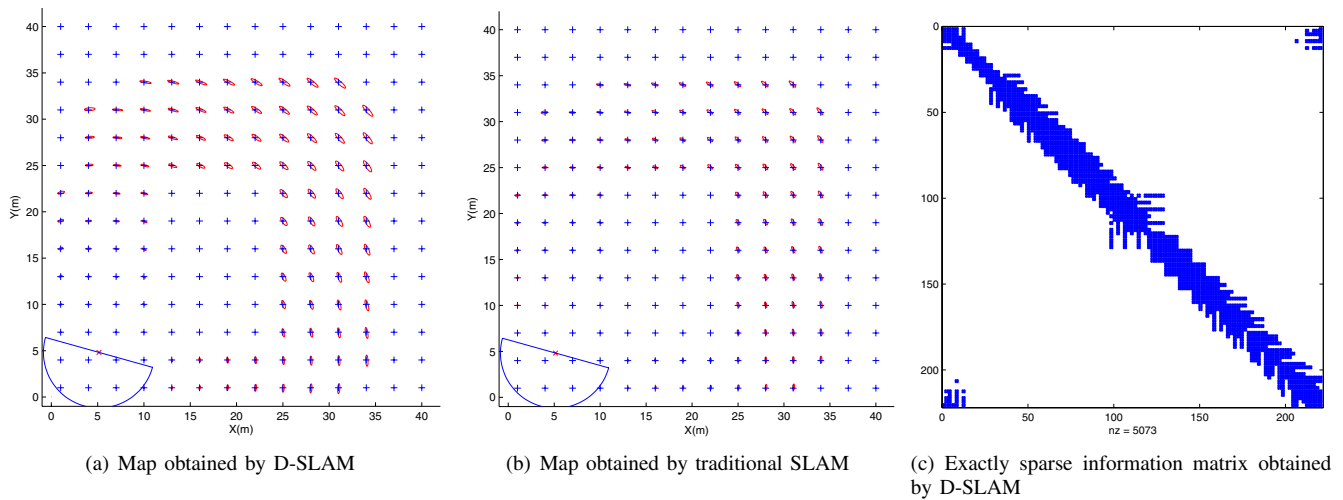 40
35
30
25
20
15
10
5
0
Y(m)
0 5 10 15 20 25 30 35 40
X(m)
(a) Map obtained by D-SLAM
40
35
30
25
20
15
10
5
0
Y(m)
0 5 10 15 20 25 30 35 40
X(m)
(b) Map obtained by traditional SLAM
0
50
100
150
200
0 50 100 150 200
nz = 5073
(c) Exactly sparse information matrix obtained
by D-SLAM